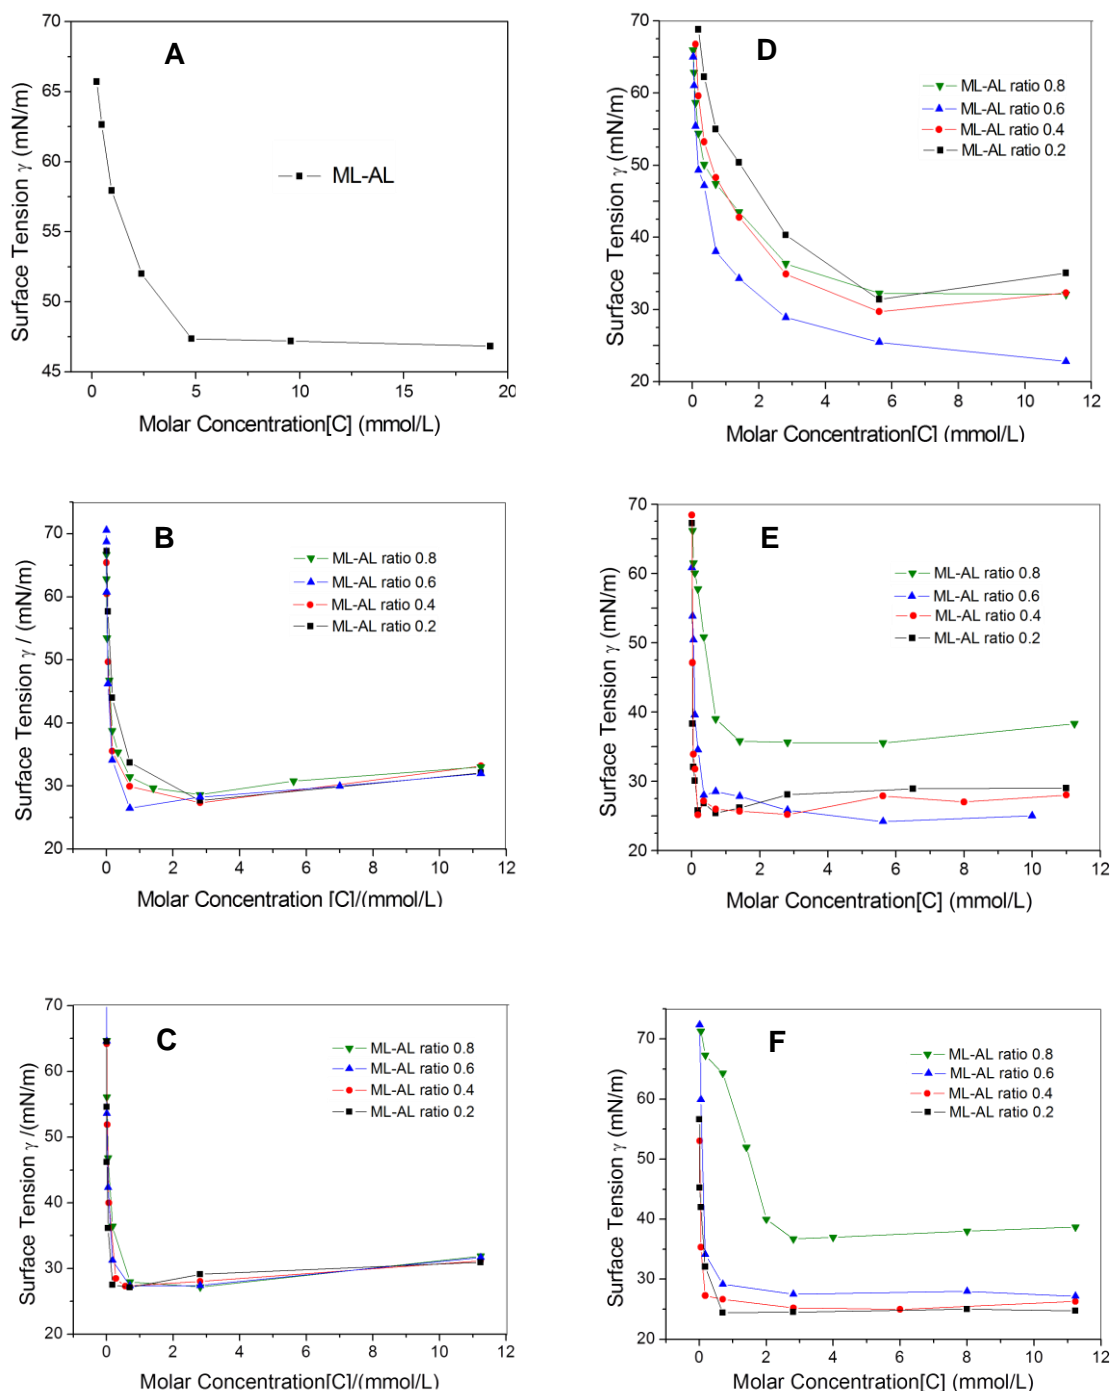 A
70
65
60
55
50
45
0
5
10
15
20
ML-AL
Surface Tension γ (mN/m)
Molar Concentration[C] (mmol/L)
D
70
60
50
40
30
20
0
2
4
6
8
10
12
ML-AL ratio 0.8
ML-AL ratio 0.6
ML-AL ratio 0.4
ML-AL ratio 0.2
Surface Tension γ (mN/m)
Molar Concentration[C] (mmol/L)
B
70
60
50
40
30
20
0
2
4
6
8
10
12
ML-AL ratio 0.8
ML-AL ratio 0.6
ML-AL ratio 0.4
ML-AL ratio 0.2
Surface Tension γ / (mN/m)
Molar Concentration [C]/(mmol/L)
E
70
60
50
40
30
20
0
2
4
6
8
10
12
ML-AL ratio 0.8
ML-AL ratio 0.6
ML-AL ratio 0.4
ML-AL ratio 0.2
Surface Tension γ (mN/m)
Molar Concentration[C] (mmol/L)
C
70
60
50
40
30
20
0
2
4
6
8
10
12
ML-AL ratio 0.8
ML-AL ratio 0.6
ML-AL ratio 0.4
ML-AL ratio 0.2
Surface Tension γ /(mN/m)
Molar Concentration[C]/(mmol/L)
F
70
60
50
40
30
20
0
2
4
6
8
10
12
ML-AL ratio 0.8
ML-AL ratio 0.6
ML-AL ratio 0.4
ML-AL ratio 0.2
Surface Tension γ (mN/m)
Molar Concentration[C] (mmol/L)